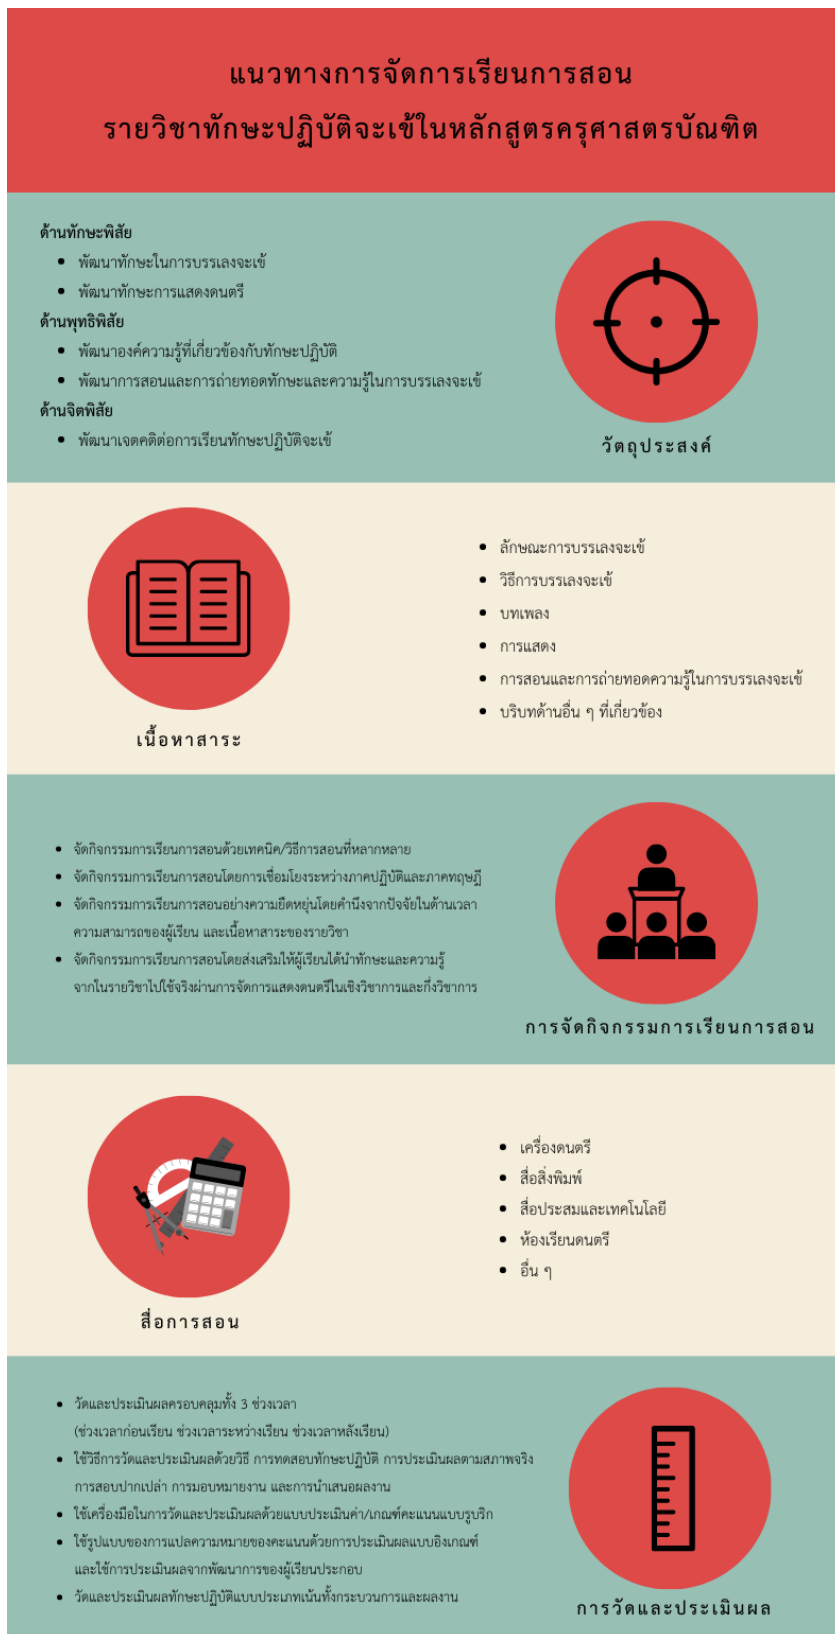 แนวทางการจัดการเรียนการสอน
รายวิชาทักษะปฏิบัติจะเข้ในหลักสูตรครุศาสตรบัณฑิต
ด้านทักษะพิสัย
• พัฒนาทักษะในการบรรเลงจะเข้
• พัฒนาทักษะการแสดงดนตรี
ด้านพุทธิพิสัย
• พัฒนาองค์ความรู้ที่เกี่ยวข้องกับทักษะปฏิบัติ
• พัฒนาการสอนและการถ่ายทอดทักษะและความรู้ในการบรรเลงจะเข้
ด้านจิตพิสัย
• พัฒนาเจตคติต่อการเรียนทักษะปฏิบัติจะเข้
วัตถุประสงค์
• ลักษณะการบรรเลงจะเข้
• วิธีการบรรเลงจะเข้
• บทเพลง
• การแสดง
• การสอนและการถ่ายทอดความรู้ในการบรรเลงจะเข้
• บริบทด้านอื่น ๆ ที่เกี่ยวข้อง
เนื้อหาสาระ
• จัดกิจกรรมการเรียนการสอนด้วยเทคนิค/วิธีการสอนที่หลากหลาย
• จัดกิจกรรมการเรียนการสอนโดยการเชื่อมโยงระหว่างภาคปฏิบัติและภาคทฤษฎี
• จัดกิจกรรมการเรียนการสอนอย่างความยืดหยุ่นโดยคำนึงจากปัจจัยในด้านเวลา
ความสามารถของผู้เรียน และเนื้อหาสาระของรายวิชา
• จัดกิจกรรมการเรียนการสอนโดยส่งเสริมให้ผู้เรียนได้นำทักษะและความรู้
จากในรายวิชาไปใช้จริงผ่านการจัดการแสดงดนตรีในเชิงวิชาการและกึ่งวิชาการ
การจัดกิจกรรมการเรียนการสอน
• เครื่องดนตรี
• สื่อสิ่งพิมพ์
• สื่อประสมและเทคโนโลยี
• ห้องเรียนดนตรี
• อื่น ๆ
สื่อการสอน
• วัดและประเมินผลครอบคลุมทั้ง 3 ช่วงเวลา
(ช่วงเวลาก่อนเรียน ช่วงเวลาระหว่างเรียน ช่วงเวลาหลังเรียน)
• ใช้วิธีการวัดและประเมินผลด้วยวิธี การทดสอบทักษะปฏิบัติ การประเมินผลตามสภาพจริง
การสอบปากเปล่า การมอบหมายงาน และการนำเสนอผลงาน
• ใช้เครื่องมือในการวัดและประเมินผลด้วยแบบประเมินค่า/เกณฑ์คะแนนแบบรูบริก
• ใช้รูปแบบของการแปลความหมายของคะแนนด้วยการประเมินผลแบบอิงเกณฑ์
และใช้การประเมินผลจากพัฒนาการของผู้เรียนประกอบ
• วัดและประเมินผลทักษะปฏิบัติแบบประเภทเน้นทั้งกระบวนการและผลงาน
การวัดและประเมินผล